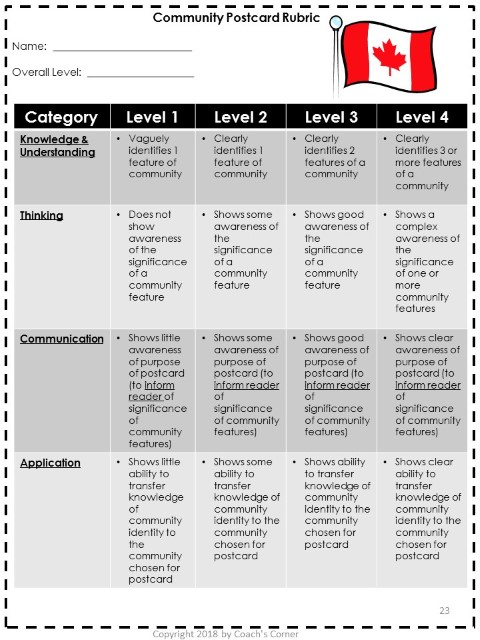 Community Postcard Rubric
Name: ____________________
Overall Level: ________________
Category Level 1 Level 2 Level 3 Level 4
Knowledge &
Understanding
• Vaguely
identifies 1
feature of
community
• Clearly
identifies 1
feature of
community
• Clearly
identifies 2
features of a
community
• Clearly
identifies 3 or
more features
of a
community
Thinking
• Does not
show
awareness
of the
significance
of a
community
feature
• Shows some
awareness of
the
significance
of a
community
feature
• Shows good
awareness of
the
significance
of a
community
feature
• Shows a
complex
awareness of
the
significance
of one or
more
community
features
Communication
• Shows little
awareness
of purpose
of postcard
(to inform
reader of
significance
of
community
features)
• Shows some
awareness of
purpose of
postcard (to
inform reader
of
significance
of community
features)
• Shows good
awareness of
purpose of
postcard (to
inform reader
of
significance
of community
features)
• Shows clear
awareness of
purpose of
postcard (to
inform reader
of
significance
of community
features)
Application
• Shows little
ability to
transfer
knowledge
of
community
identity to
the
community
chosen for
postcard
• Shows some
ability to
transfer
knowledge of
community
identity to the
community
chosen for
postcard
• Shows ability
to transfer
knowledge of
community
identity to the
community
chosen for
postcard
• Shows clear
ability to
transfer
knowledge of
community
identity to the
community
chosen for
postcard
23
Copyright 2018 by Coach's Corner